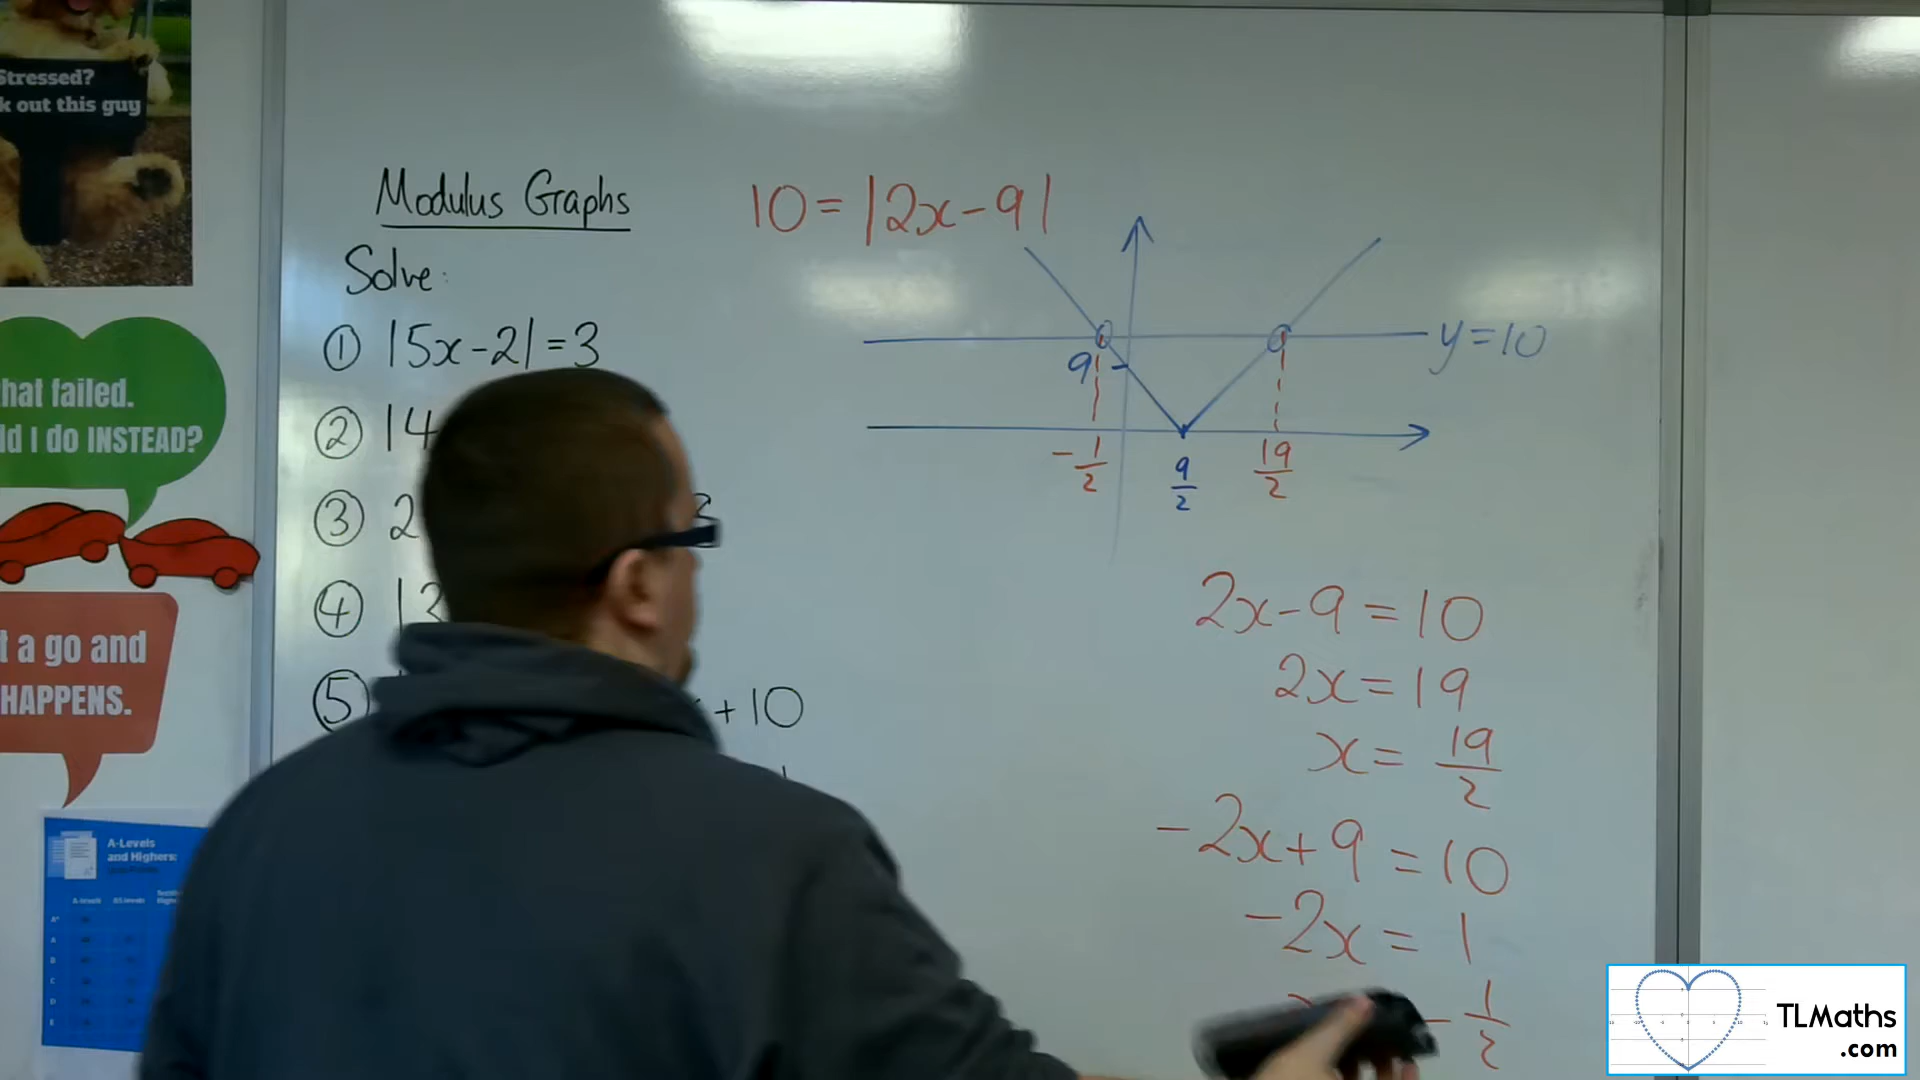 Stressed?
k out this guy
hat failed.
ld I do INSTEAD?
t a go and
HAPPENS.
A-Levels
and Highers:
Modulus Graphs
Solve:
① |5x-2|=3
② |4
③ 2
④ |3
⑤ +10
10=|2x-9|
y=10
9
-1/2
9/2
19/2
2x-9=10
2x=19
x=19/2
-2x+9=10
-2x=1
-1/2
TLMaths
.com